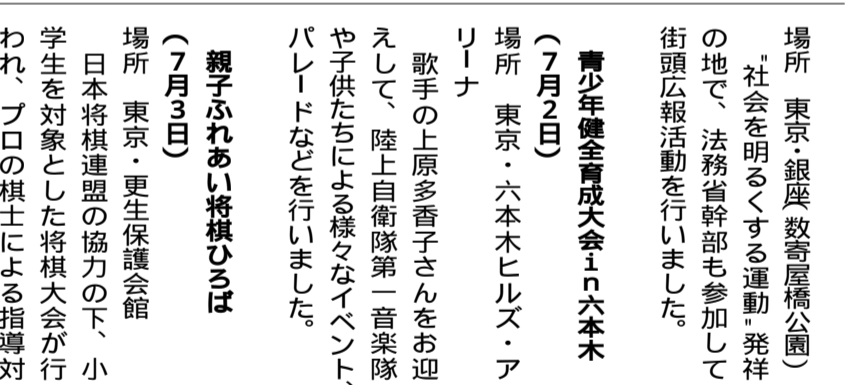 場所　東京・銀座(数寄屋橋公園)
"社会を明るくする運動"発祥
の地で、法務省幹部も参加して
街頭広報活動を行いました。
青少年健全育成大会in六本木
(7月2日)
場所　東京・六本木ヒルズ・ア
リーナ
歌手の上原多香子さんをお迎
えして、陸上自衛隊第一音楽隊
や子供たちによる様々なイベント、
パレードなどを行いました。
親子ふれあい将棋ひろば
(7月3日)
場所　東京・更生保護会館
日本将棋連盟の協力の下、小
学生を対象とした将棋大会が行
われ、プロの棋士による指導対